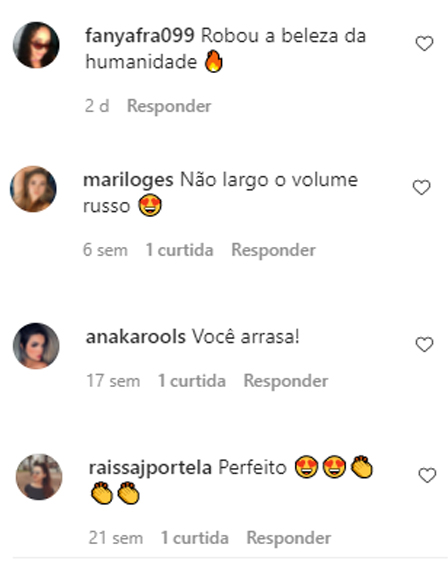 fanyafra099 Robou a beleza da
humanidade 🔥
2 d Responder
mariloges Não largo o volume
russo 😍
6 sem 1 curtida Responder
anakarools Você arrasa!
17 sem 1 curtida Responder
raissajportela Perfeito 😍😍👏
👏👏
21 sem 1 curtida Responder